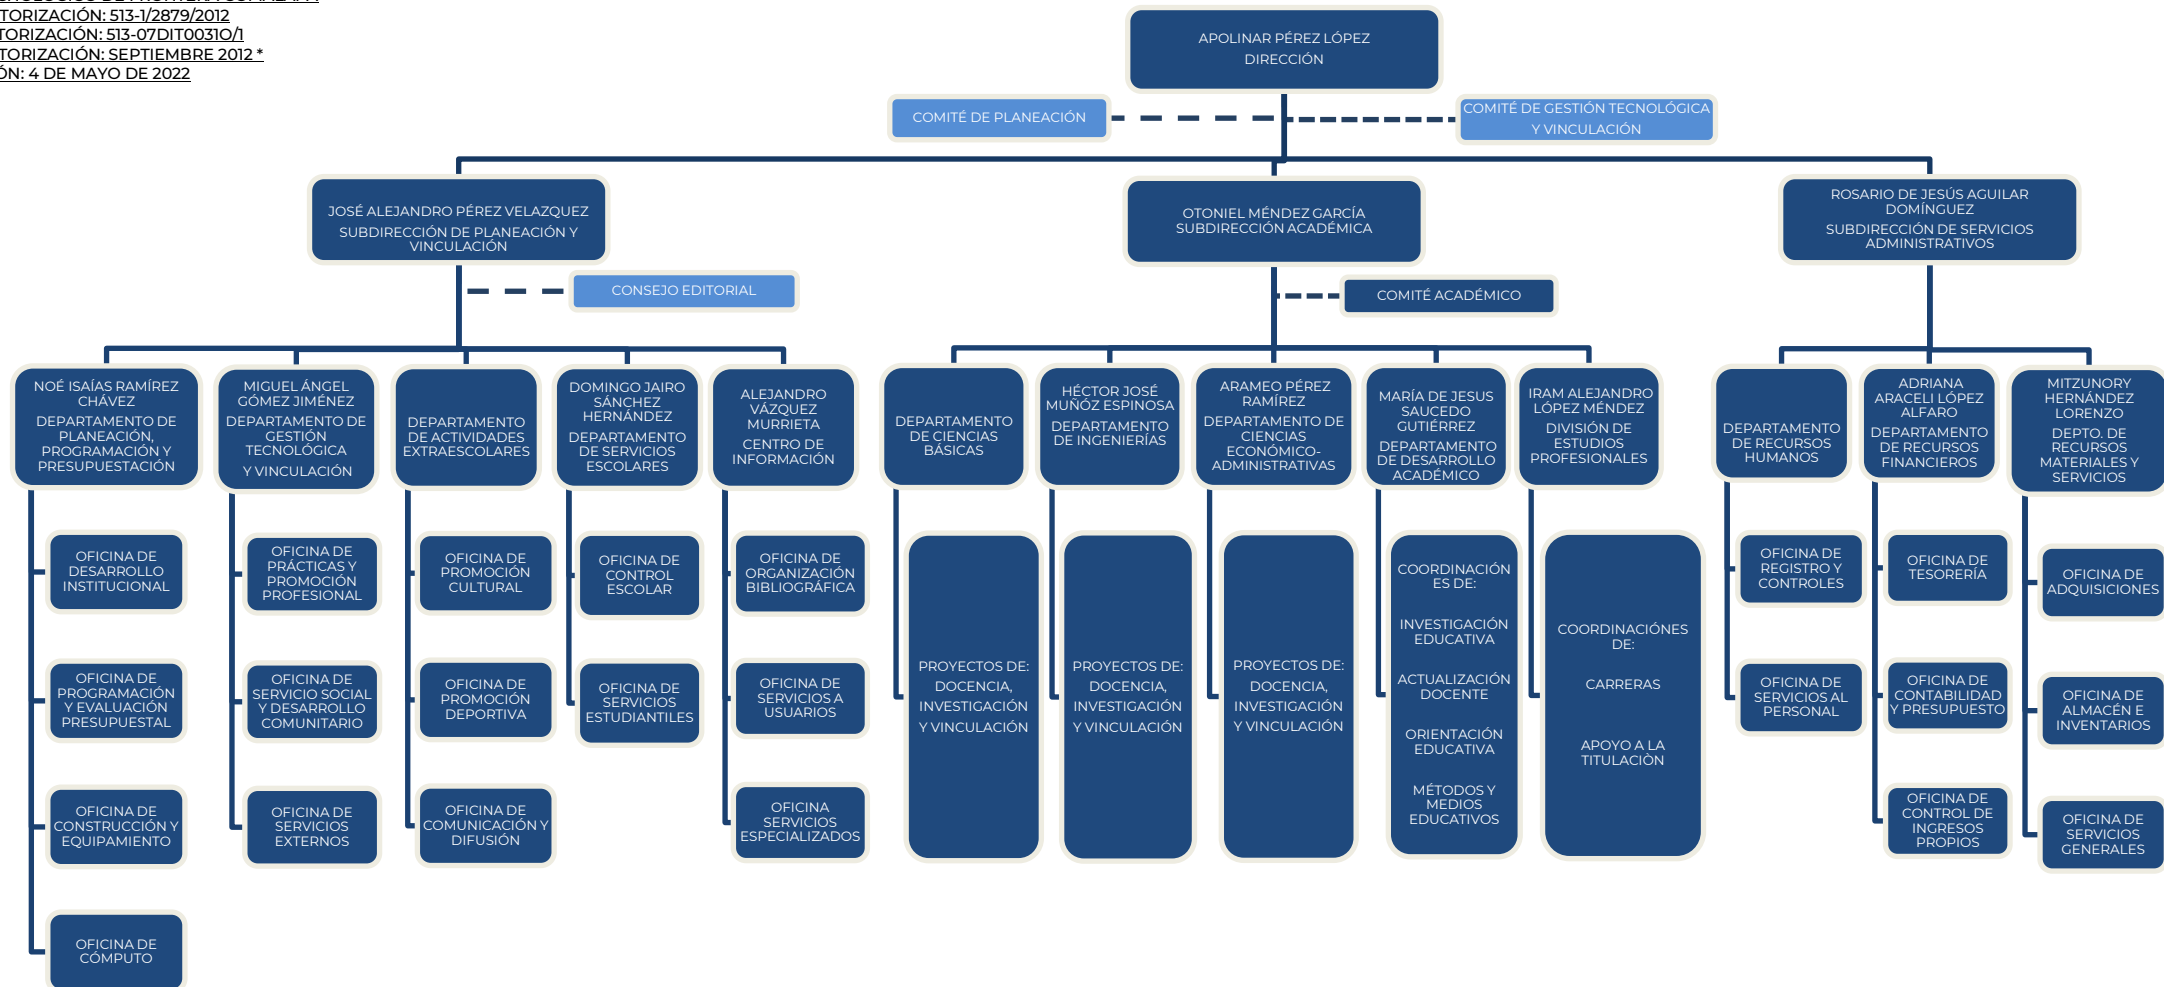 TORIZACIÓN: 513-1/2879/2012
TORIZACIÓN: 513-07DIT0031O/1
TORIZACIÓN: SEPTIEMBRE 2012 *
ÓN: 4 DE MAYO DE 2022
APOLINAR PÉREZ LÓPEZ
DIRECCIÓN
COMITÉ DE PLANEACIÓN
COMITÉ DE GESTIÓN TECNOLÓGICA
Y VINCULACIÓN
JOSÉ ALEJANDRO PÉREZ VELAZQUEZ
SUBDIRECCIÓN DE PLANEACIÓN Y
VINCULACIÓN
OTONIEL MÉNDEZ GARCÍA
SUBDIRECCIÓN ACADÉMICA
ROSARIO DE JESÚS AGUILAR
DOMÍNGUEZ
SUBDIRECCIÓN DE SERVICIOS
ADMINISTRATIVOS
CONSEJO EDITORIAL
COMITÉ ACADÉMICO
NOÉ ISAÍAS RAMÍREZ
CHÁVEZ
DEPARTAMENTO DE
PLANEACIÓN,
PROGRAMACIÓN Y
PRESUPUESTACIÓN
MIGUEL ÁNGEL
GÓMEZ JIMÉNEZ
DEPARTAMENTO DE
GESTIÓN
TECNOLÓGICA
Y VINCULACIÓN
DEPARTAMENTO
DE ACTIVIDADES
EXTRAESCOLARES
DOMINGO JAIRO
SÁNCHEZ
HERNÁNDEZ
DEPARTAMENTO
DE SERVICIOS
ESCOLARES
ALEJANDRO
VÁZQUEZ
MURRIETA
CENTRO DE
INFORMACIÓN
DEPARTAMENTO
DE CIENCIAS
BÁSICAS
HÉCTOR JOSÉ
MUÑÓZ ESPINOSA
DEPARTAMENTO
DE INGENIERÍAS
ARAMEO PÉREZ
RAMÍREZ
DEPARTAMENTO DE
CIENCIAS
ECONÓMICO-
ADMINISTRATIVAS
MARÍA DE JESUS
SAUCEDO
GUTIÉRREZ
DEPARTAMENTO
DE DESARROLLO
ACADÉMICO
IRAM ALEJANDRO
LÓPEZ MÉNDEZ
DIVISIÓN DE
ESTUDIOS
PROFESIONALES
DEPARTAMENTO
DE RECURSOS
HUMANOS
ADRIANA
ARACELI LÓPEZ
ALFARO
DEPARTAMENTO
DE RECURSOS
FINANCIEROS
MITZUNORY
HERNÁNDEZ
LORENZO
DEPTO. DE
RECURSOS
MATERIALES Y
SERVICIOS
OFICINA DE
DESARROLLO
INSTITUCIONAL
OFICINA DE
PROGRAMACIÓN
Y EVALUACIÓN
PRESUPUESTAL
OFICINA DE
CONSTRUCCIÓN Y
EQUIPAMIENTO
OFICINA DE
CÓMPUTO
OFICINA DE
PRÁCTICAS Y
PROMOCIÓN
PROFESIONAL
OFICINA DE
SERVICIO SOCIAL
Y DESARROLLO
COMUNITARIO
OFICINA DE
SERVICIOS
EXTERNOS
OFICINA DE
PROMOCIÓN
CULTURAL
OFICINA DE
PROMOCIÓN
DEPORTIVA
OFICINA DE
COMUNICACIÓN Y
DIFUSIÓN
OFICINA DE
CONTROL
ESCOLAR
OFICINA DE
SERVICIOS
ESTUDIANTILES
OFICINA DE
ORGANIZACIÓN
BIBLIOGRÁFICA
OFICINA DE
SERVICIOS A
USUARIOS
OFICINA
SERVICIOS
ESPECIALIZADOS
PROYECTOS DE:
DOCENCIA,
INVESTIGACIÓN
Y VINCULACIÓN
PROYECTOS DE:
DOCENCIA,
INVESTIGACIÓN
Y VINCULACIÓN
PROYECTOS DE:
DOCENCIA,
INVESTIGACIÓN
Y VINCULACIÓN
COORDINACIÓN
ES DE:
INVESTIGACIÓN
EDUCATIVA
ACTUALIZACIÓN
DOCENTE
ORIENTACIÓN
EDUCATIVA
MÉTODOS Y
MEDIOS
EDUCATIVOS
COORDINACIÓNES
DE:
CARRERAS
APOYO A LA
TITULACIÒN
OFICINA DE
REGISTRO Y
CONTROLES
OFICINA DE
SERVICIOS AL
PERSONAL
OFICINA DE
TESORERÍA
OFICINA DE
CONTABILIDAD
Y PRESUPUESTO
OFICINA DE
CONTROL DE
INGRESOS
PROPIOS
OFICINA DE
ADQUISICIONES
OFICINA DE
ALMACÉN E
INVENTARIOS
OFICINA DE
SERVICIOS
GENERALES